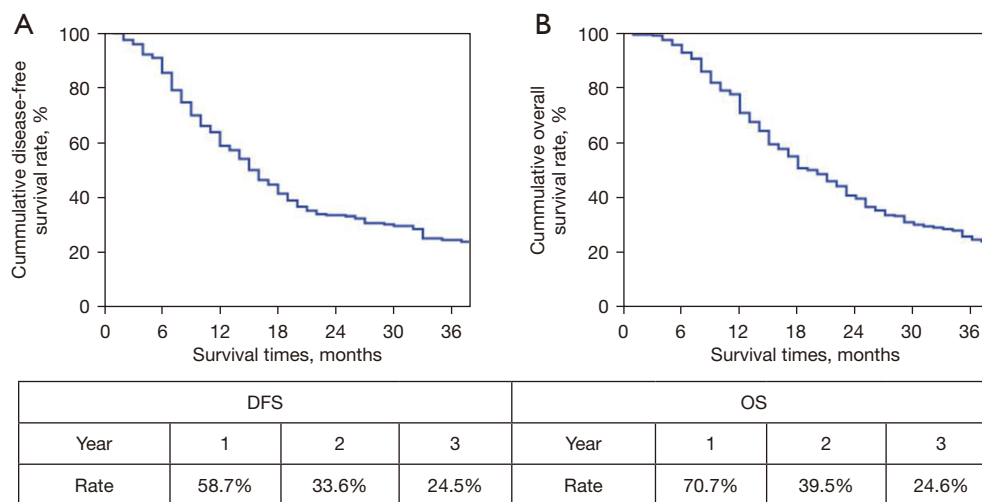 A
Cummulative disease-free
survival rate, %
100
80
60
40
20
0
0 6 12 18 24 30 36
Survival times, months
B
Cummulative overall
survival rate, %
100
80
60
40
20
0
0 6 12 18 24 30 36
Survival times, months
DFS OS
Year 1 2 3 Year 1 2 3
Rate 58.7% 33.6% 24.5% Rate 70.7% 39.5% 24.6%